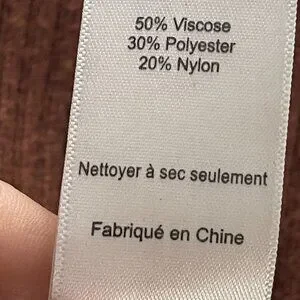 50% Viscose
30% Polyester
20% Nylon
Nettoyer à sec seulement
Fabriqué en Chine